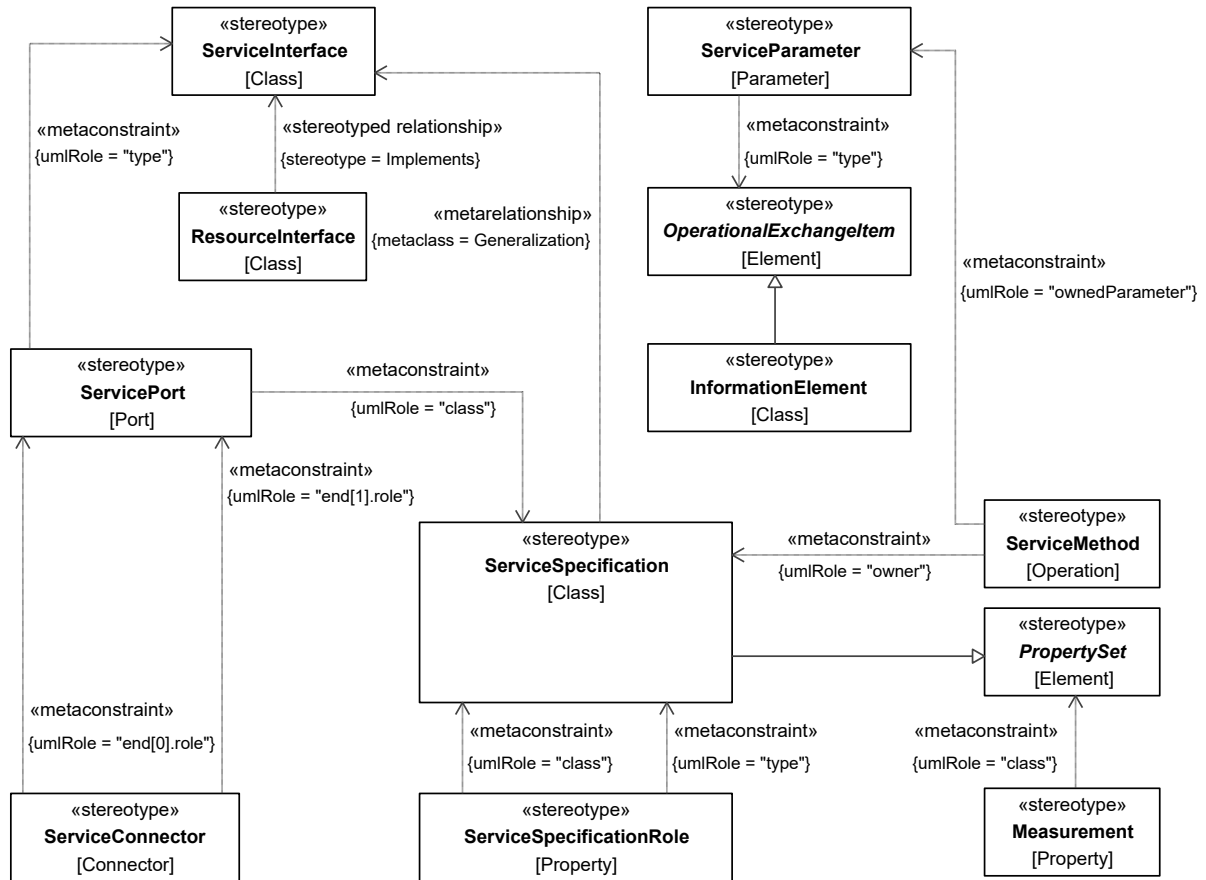 «stereotype»
ServiceInterface
[Class]
«stereotype»
ServiceParameter
[Parameter]
«metaconstraint»
{umlRole = "type"}
«stereotyped relationship»
{stereotype = Implements}
«metaconstraint»
{umlRole = "type"}
«stereotype»
ResourceInterface
[Class]
«metarelationship»
{metaclass = Generalization}
«stereotype»
OperationalExchangeItem
[Element]
«metaconstraint»
{umlRole = "ownedParameter"}
«stereotype»
ServicePort
[Port]
«metaconstraint»
{umlRole = "class"}
«stereotype»
InformationElement
[Class]
«metaconstraint»
{umlRole = "end[1].role"}
«stereotype»
ServiceSpecification
[Class]
«metaconstraint»
{umlRole = "owner"}
«stereotype»
ServiceMethod
[Operation]
«stereotype»
PropertySet
[Element]
«metaconstraint»
{umlRole = "end[0].role"}
«metaconstraint»
{umlRole = "class"}
«metaconstraint»
{umlRole = "type"}
«metaconstraint»
{umlRole = "class"}
«stereotype»
ServiceConnector
[Connector]
«stereotype»
ServiceSpecificationRole
[Property]
«stereotype»
Measurement
[Property]